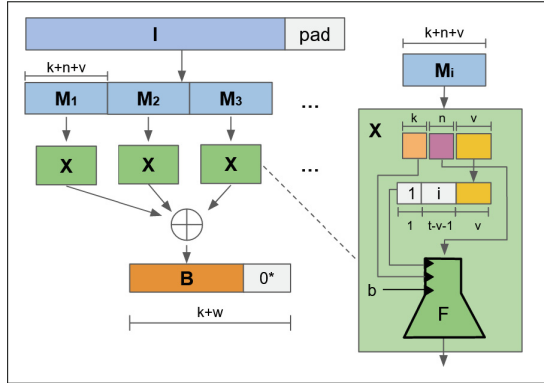 I pad
k+n+v
M1 M2 M3 ...
X X X ...
B 0*
k+w
k+n+v
Mi
X
k n v
1 i
1 t-v-1 v
b
F